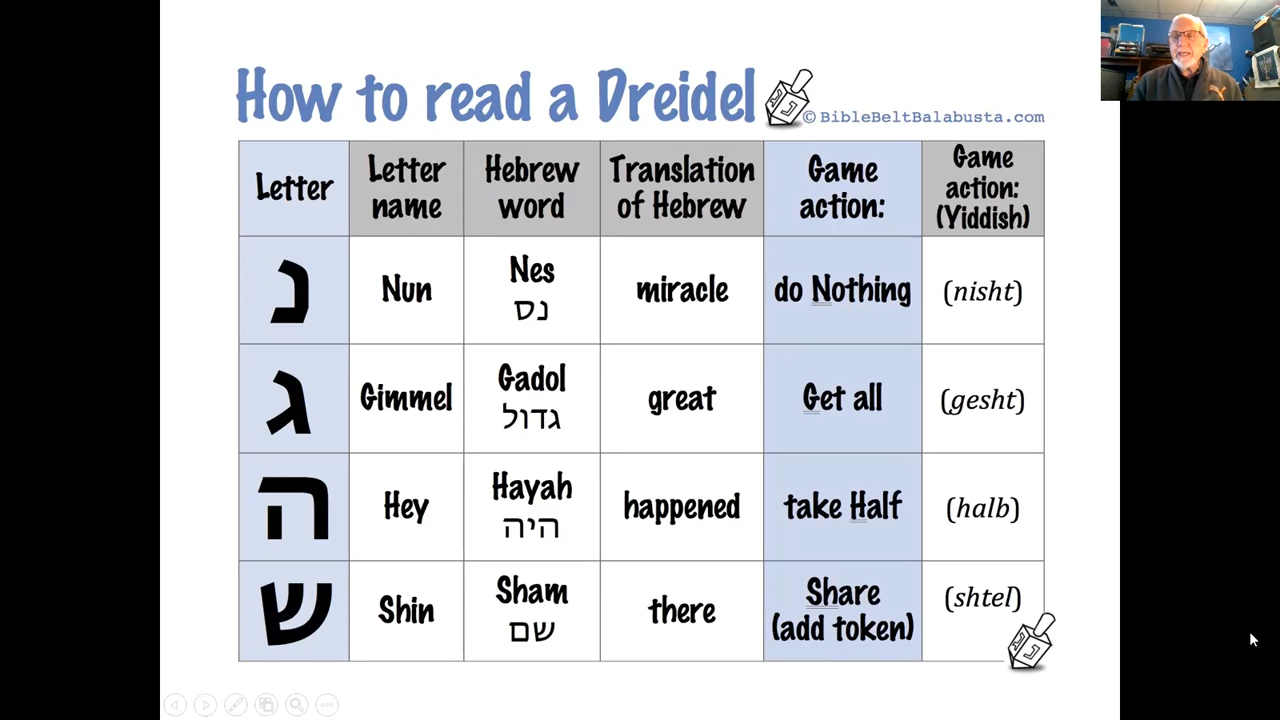 How to read a Dreidel
© BibleBeltBalabusta.com
Letter
Letter
name
Hebrew
word
Translation
of Hebrew
Game
action:
Game
action:
(Yiddish)
נ
Nun
Nes
נס
miracle
do Nothing
(nisht)
ג
Gimmel
Gadol
גדול
great
Get all
(gesht)
ה
Hey
Hayah
היה
happened
take Half
(halb)
ש
Shin
Sham
שם
there
Share
(add token)
(shtel)